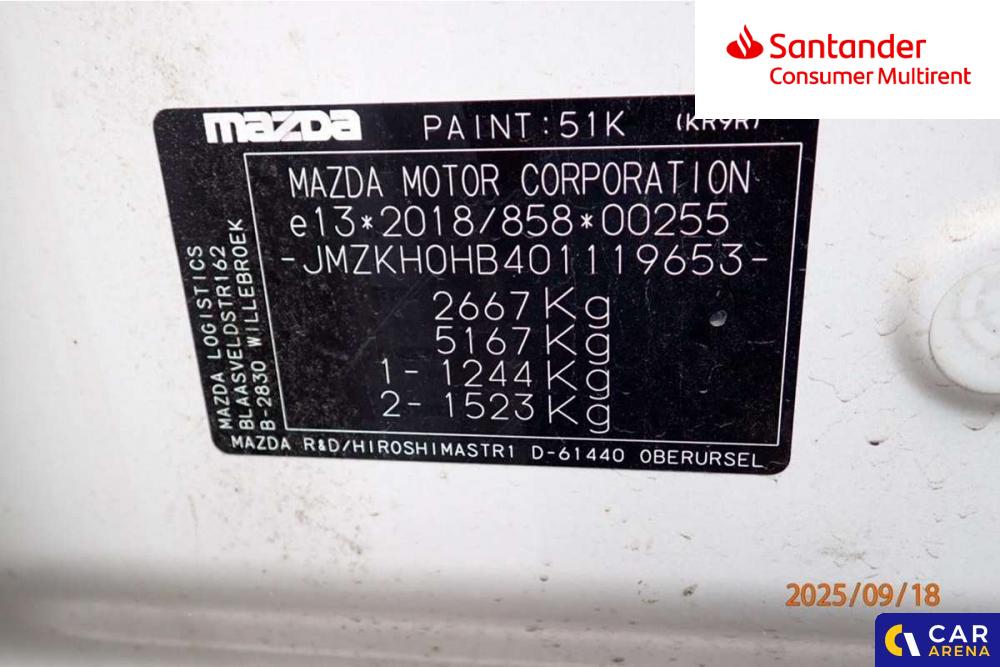 Santander
Consumer Multirent
mazda PAINT:51K (KR9R)
MAZDA MOTOR CORPORATION
e13*2018/858*00255
-JMZKH0HB401119653-
2667Kg
5167Kg
1-1244Kg
2-1523Kg
MAZDA LOGISTICS
BLAASVELDSTR162
B-2830 WILLEBROEK
MAZDA R&D/HIROSHIMASTR1 D-61440 OBERURSEL
2025/09/18
CAR
ARENA